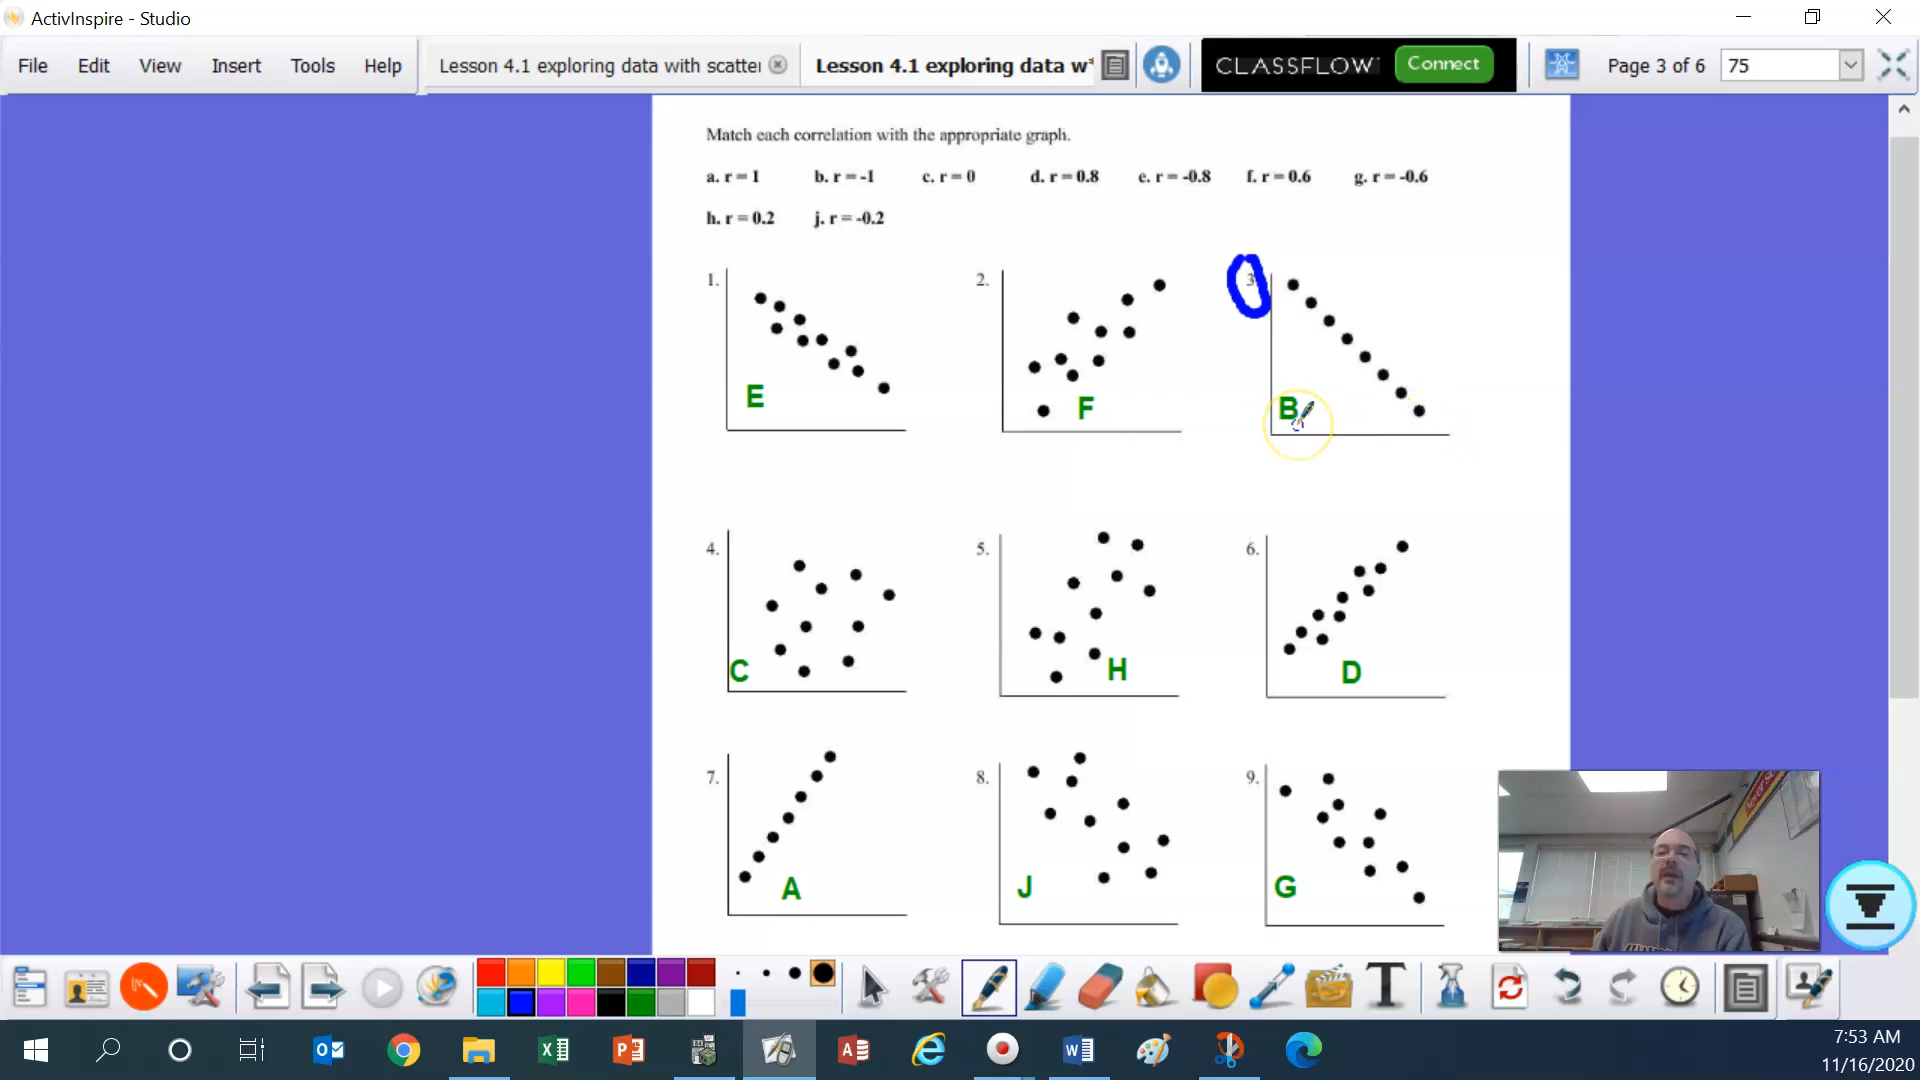 ActivInspire - Studio
File Edit View Insert Tools Help
Lesson 4.1 exploring data with scatter
Lesson 4.1 exploring data w*
CLASSFLOW Connect
Page 3 of 6 75
Match each correlation with the appropriate graph.
a. r = 1 b. r = -1 c. r = 0 d. r = 0.8 e. r = -0.8 f. r = 0.6 g. r = -0.6
h. r = 0.2 j. r = -0.2
1. 2. 3.
E F B
4. 5. 6.
C H D
7. 8. 9.
A J G
7:53 AM
11/16/2020